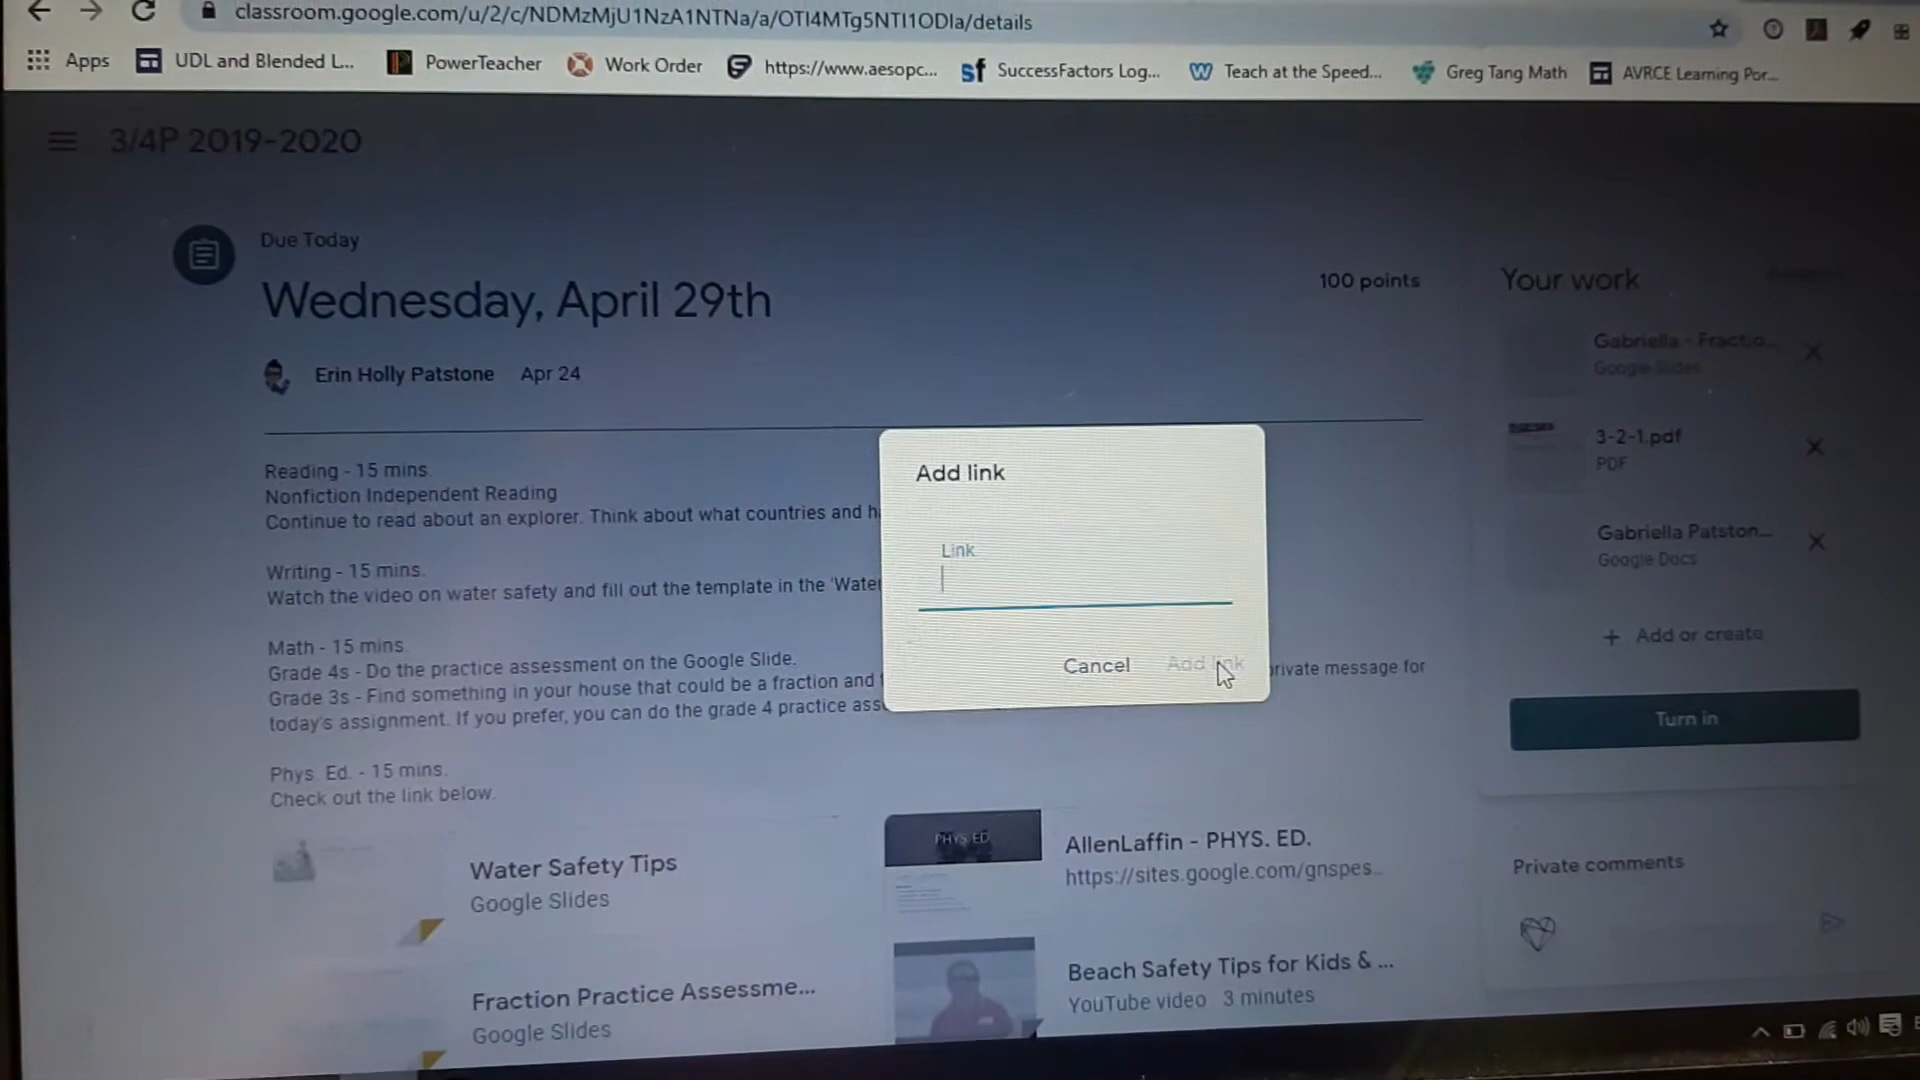 classroom.google.com/u/2/c/NDMzMjU1NzA1NTNa/a/OTI4MTg5NTI1ODla/details
Apps UDL and Blended L... PowerTeacher Work Order https://www.aesopc... SuccessFactors Log... Teach at the Speed... Greg Tang Math AVRCE Learning Por...
3/4P 2019-2020
Due Today
Wednesday, April 29th
100 points
Erin Holly Patstone Apr 24
Reading - 15 mins.
Nonfiction Independent Reading
Continue to read about an explorer. Think about what countries and h
Writing - 15 mins.
Watch the video on water safety and fill out the template in the 'Water
Math - 15 mins.
Grade 4s - Do the practice assessment on the Google Slide.
Grade 3s - Find something in your house that could be a fraction and
private message for
today's assignment. If you prefer, you can do the grade 4 practice ass
Phys. Ed. - 15 mins.
Check out the link below.
Add link
Link
Cancel Add link
Water Safety Tips
Google Slides
Fraction Practice Assessme...
Google Slides
PHYS. ED.
AllenLaffin - PHYS. ED.
https://sites.google.com/gnspes...
Beach Safety Tips for Kids & ...
YouTube video 3 minutes
Your work
Gabriella - Fractio...
Google Slides
3-2-1.pdf
PDF
Gabriella Patston...
Google Docs
+ Add or create
Turn in
Private comments